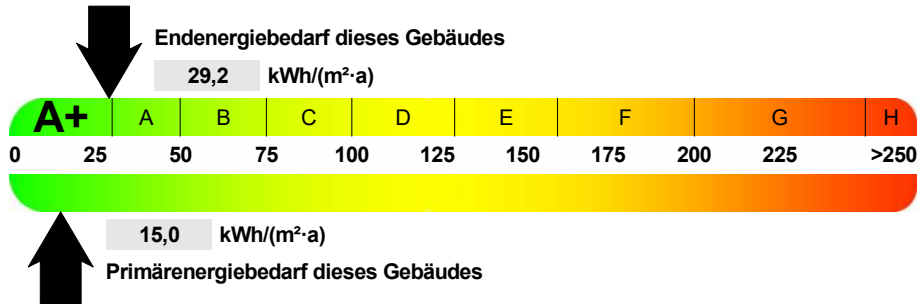 Endenergiebedarf dieses Gebäudes
29,2 kWh/(m²·a)
A+ A B C D E F G H
0 25 50 75 100 125 150 175 200 225 >250
15,0 kWh/(m²·a)
Primärenergiebedarf dieses Gebäudes